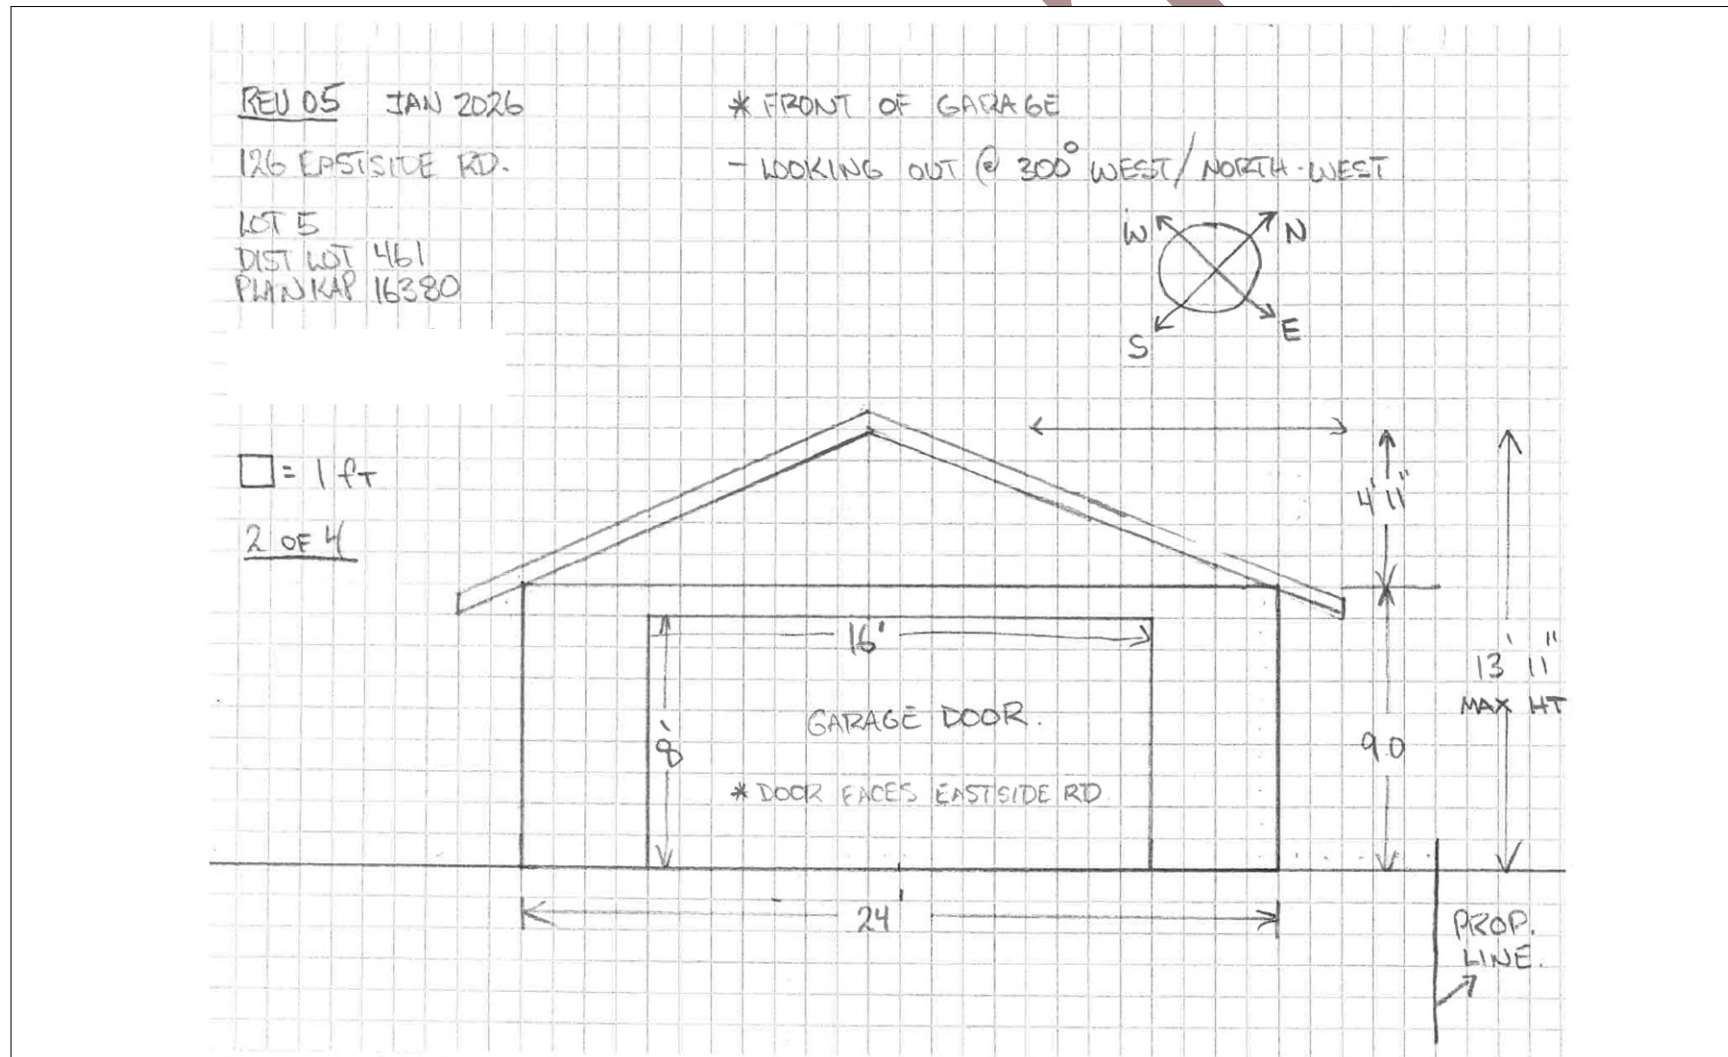 REV 05 JAN 2026
126 EASTSIDE RD.
LOT 5
DIST LOT 461
PLAN KAP 16380
* FRONT OF GARAGE
- LOOKING OUT @ 300° WEST/NORTH-WEST
W N
S E
□ = 1 FT
2 OF 4
4' 11"
16'
13' 11"
MAX HT
8'
GARAGE DOOR.
9.0
* DOOR FACES EASTSIDE RD
24'
PROP.
LINE.